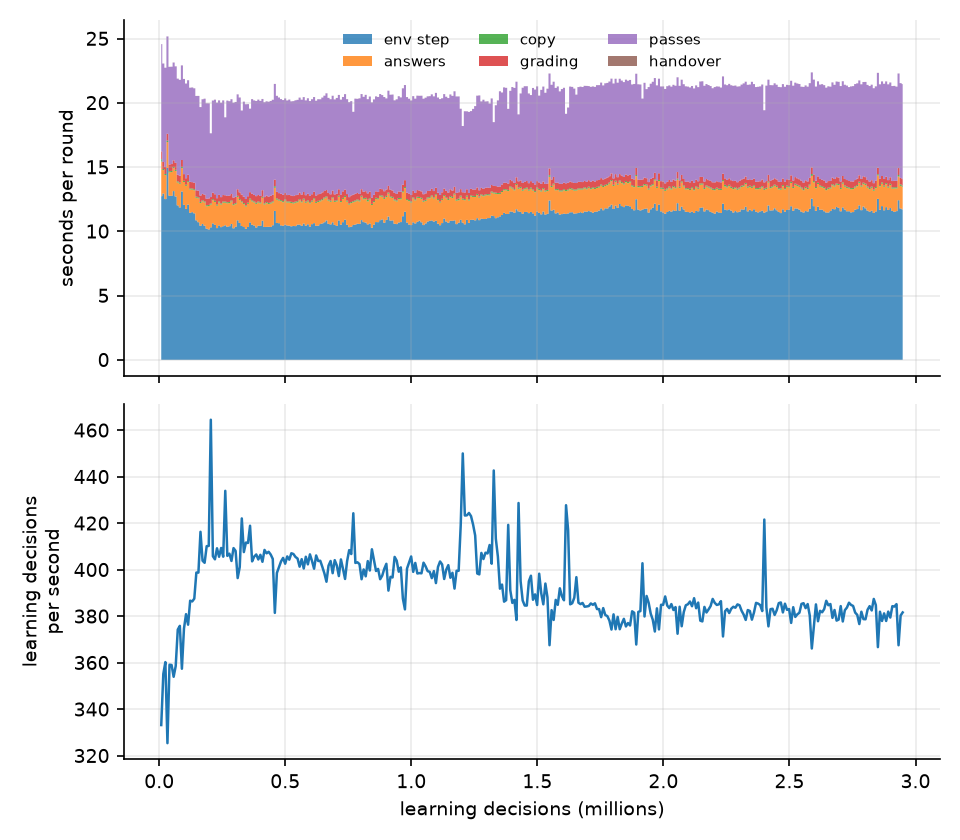 seconds per round
25
20
15
10
5
0
env step
copy
passes
answers
grading
handover
learning decisions
per second
460
440
420
400
380
360
340
320
0.0
0.5
1.0
1.5
2.0
2.5
3.0
learning decisions (millions)